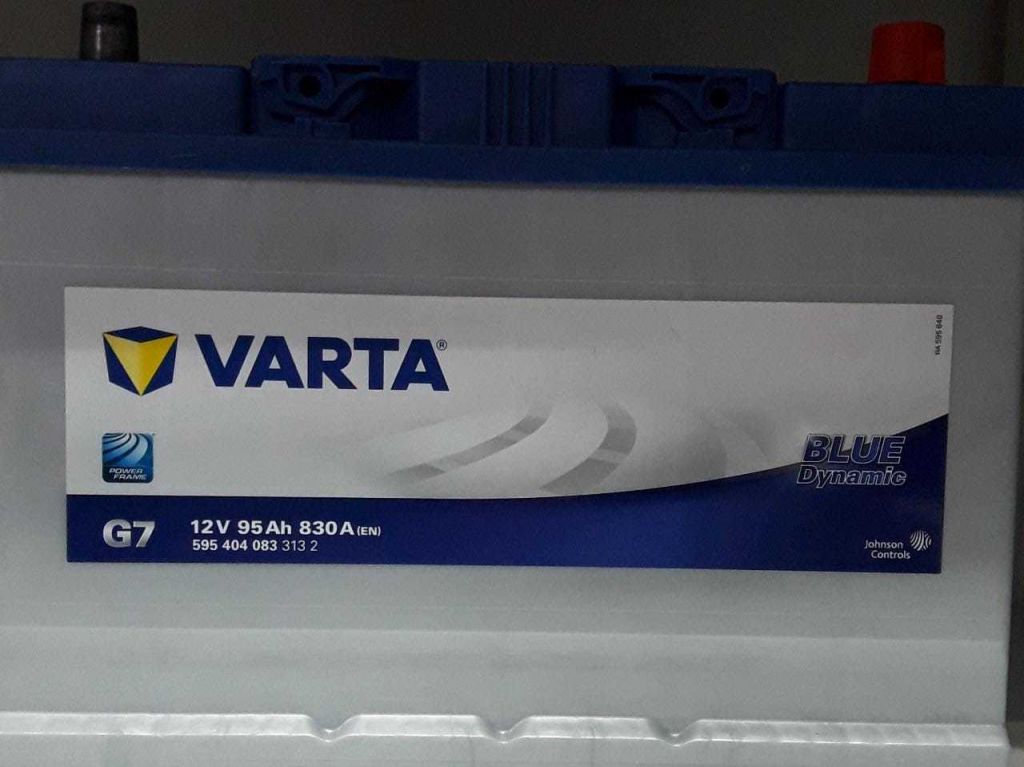 VARTA®
POWER
FRAME
BLUE
Dynamic
G7
12V 95Ah 830A (EN)
595 404 083 313 2
Johnson
Controls